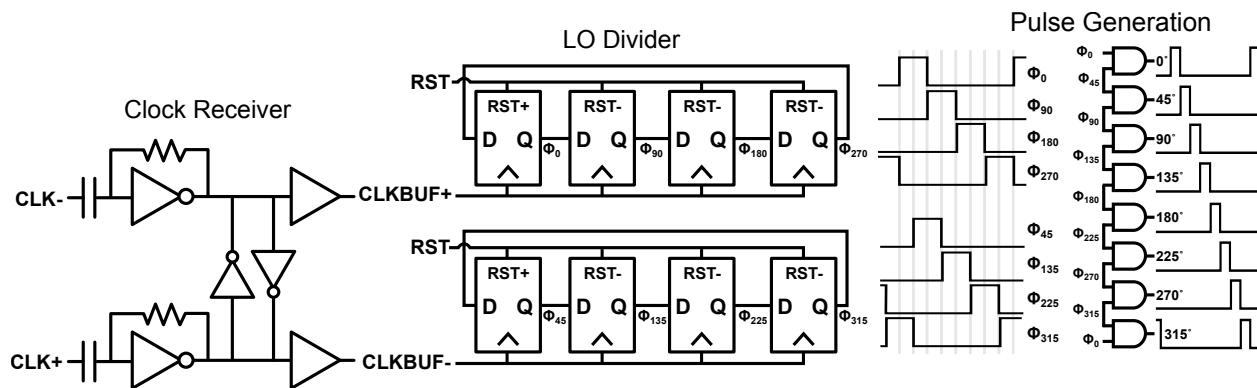 Clock Receiver
CLK-
CLK+
CLKBUF+
CLKBUF-
LO Divider
RST
RST+ RST- RST- RST-
D Q D Q D Q D Q
Φ0 Φ90 Φ180 Φ270
RST
RST+ RST- RST- RST-
D Q D Q D Q D Q
Φ45 Φ135 Φ225 Φ315
Φ0
Φ90
Φ180
Φ270
Φ45
Φ135
Φ225
Φ315
Pulse Generation
Φ0
0°
Φ45
45°
Φ90
90°
Φ135
135°
Φ180
180°
Φ225
225°
Φ270
270°
Φ315
315°
Φ0